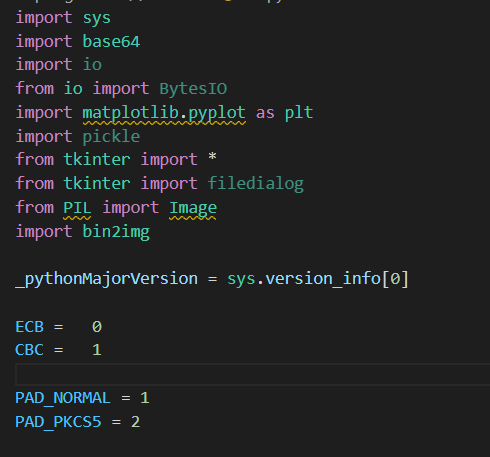 import sys
import base64
import io
from io import BytesIO
import matplotlib.pyplot as plt
import pickle
from tkinter import *
from tkinter import filedialog
from PIL import Image
import bin2img
_pythonMajorVersion = sys.version_info[0]
ECB =   0
CBC =   1
PAD_NORMAL = 1
PAD_PKCS5 = 2